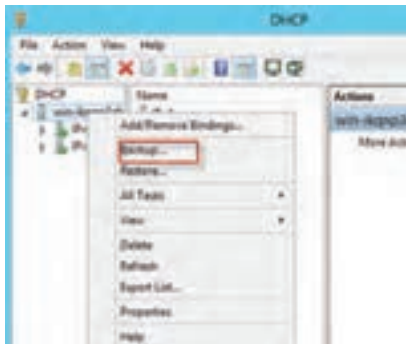 DHCP
File Action View Help
DHCP
Name
Actions
More Act
Add/Remove Bindings...
Backup...
Restore...
All Tasks
View
Delete
Refresh
Export List...
Properties
Help